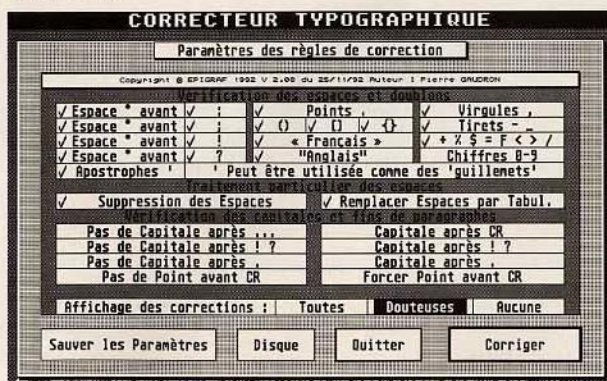 CORRECTEUR TYPOGRAPHIQUE
Paramètres des règles de correction
Copyright @ EPIGRAF 1992 V 2.08 du 25/11/92 Auteur : Pierre GAUDRON
Vérification des espaces et doublons
✓ Espace * avant ✓ ; ✓ Points . ✓ Virgules ,
✓ Espace * avant ✓ : ✓ () ✓ [] ✓ {} ✓ Tirets - _
✓ Espace * avant ✓ ! ✓ « Français » ✓ + % $ = F < > /
✓ Espace * avant ✓ ? ✓ "Anglais" Chiffres 0-9
✓ Apostrophes ' ' Peut être utilisée comme des 'guillemets'
Traitement particulier des espaces
✓ Suppression des Espaces ✓ Remplacer Espaces par Tabul.
Vérification des capitales et fins de paragraphes
Pas de Capitale après ... Capitale après CR
Pas de Capitale après ! ? Capitale après ! ?
Pas de Capitale après . Capitale après .
Pas de Point avant CR Forcer Point avant CR
Affichage des corrections : Toutes Douteuses Aucune
Sauver les Paramètres Disque Quitter Corriger